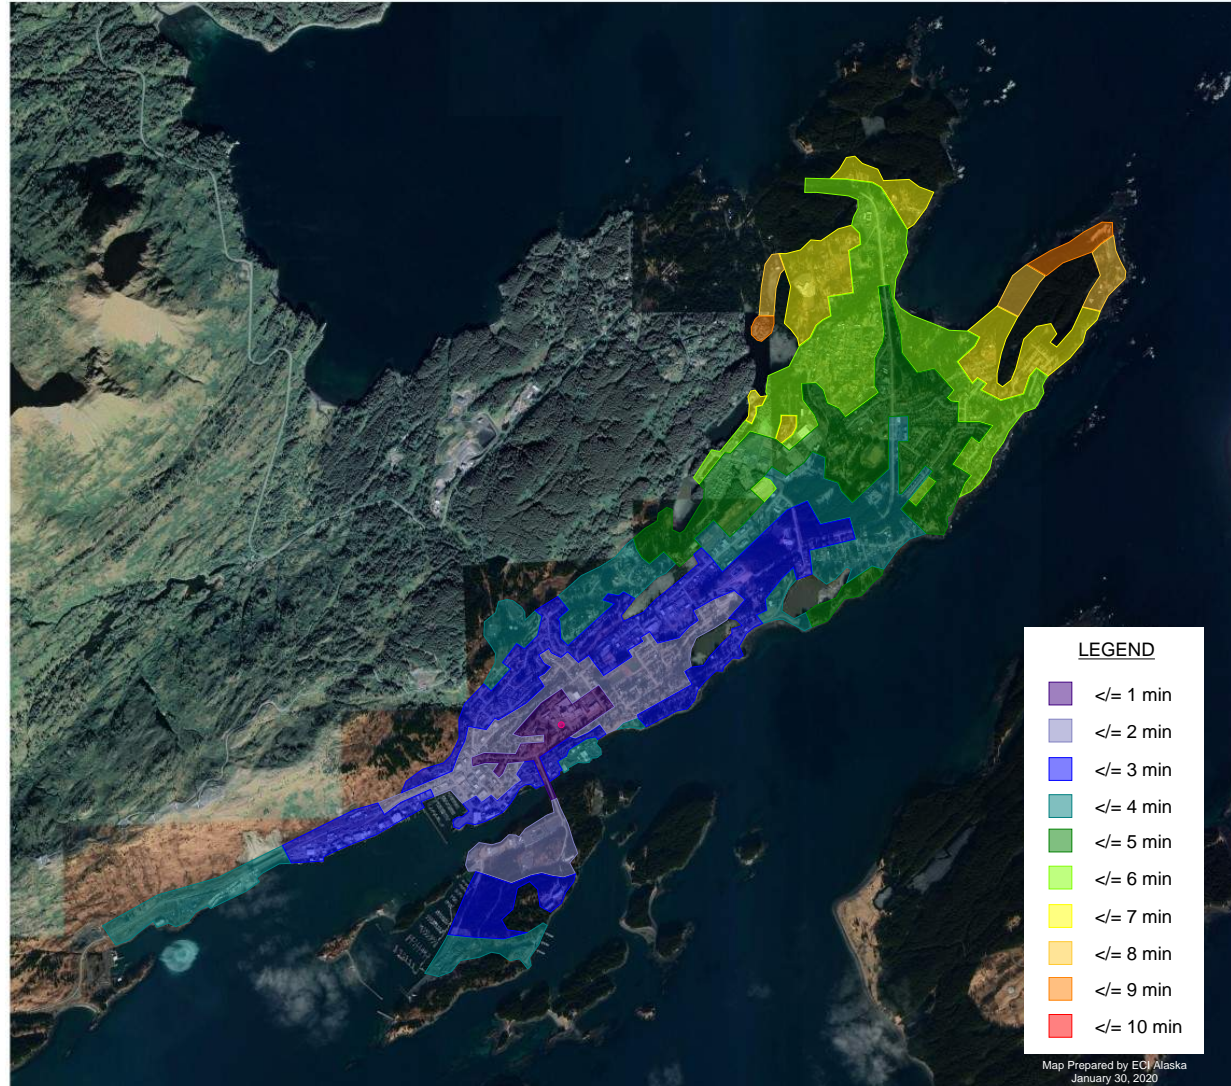 LEGEND
</= 1 min
</= 2 min
</= 3 min
</= 4 min
</= 5 min
</= 6 min
</= 7 min
</= 8 min
</= 9 min
</= 10 min
Map Prepared by ECI Alaska
January 30, 2020